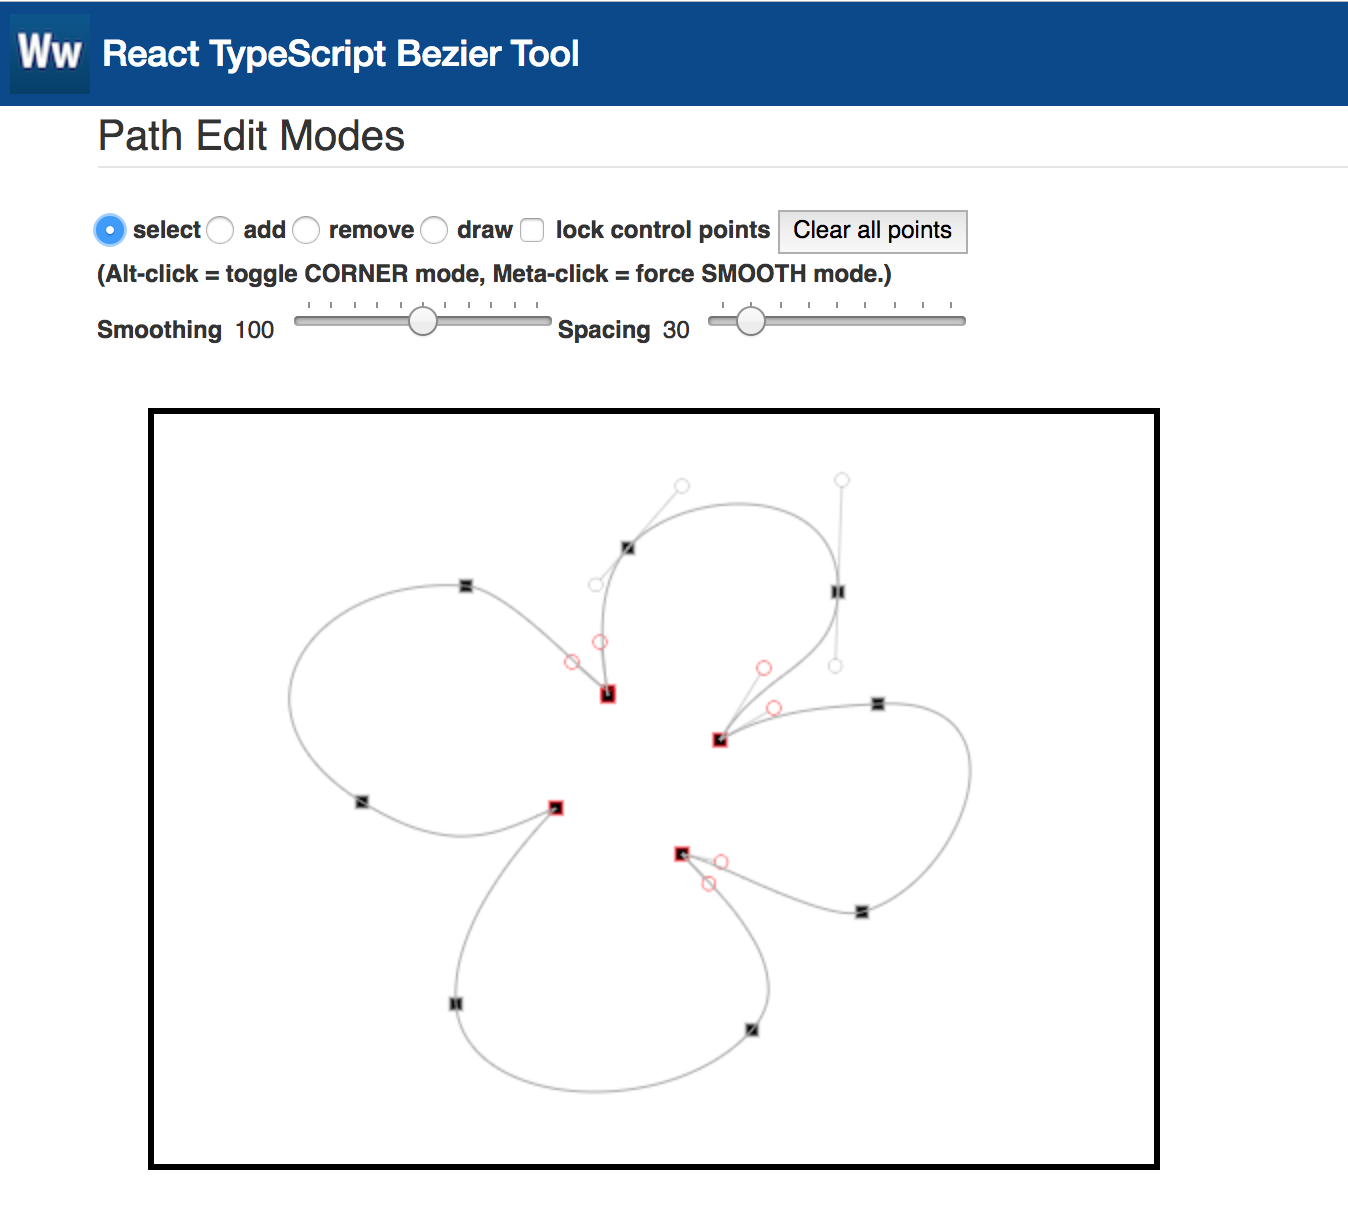 Ww React TypeScript Bezier Tool
Path Edit Modes
select add remove draw lock control points Clear all points
(Alt-click = toggle CORNER mode, Meta-click = force SMOOTH mode.)
Smoothing 100 Spacing 30